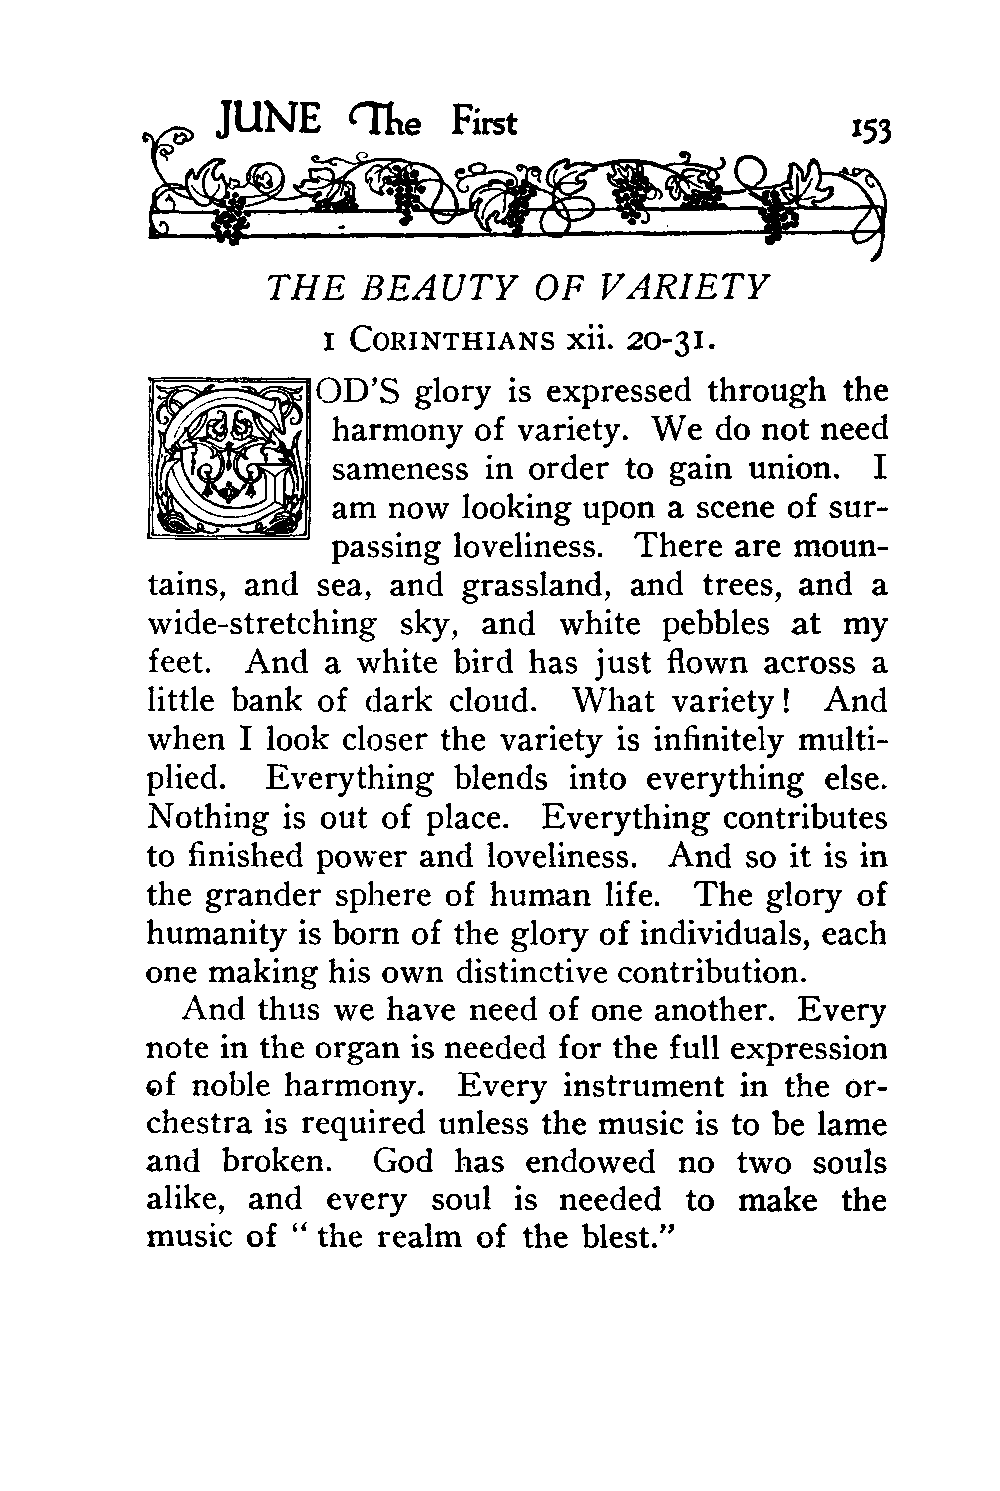 JUNE The First 153
THE BEAUTY OF VARIETY
1 CORINTHIANS xii. 20-31.
GOD'S glory is expressed through the
harmony of variety. We do not need
sameness in order to gain union. I
am now looking upon a scene of sur-
passing loveliness. There are moun-
tains, and sea, and grassland, and trees, and a
wide-stretching sky, and white pebbles at my
feet. And a white bird has just flown across a
little bank of dark cloud. What variety! And
when I look closer the variety is infinitely multi-
plied. Everything blends into everything else.
Nothing is out of place. Everything contributes
to finished power and loveliness. And so it is in
the grander sphere of human life. The glory of
humanity is born of the glory of individuals, each
one making his own distinctive contribution.
And thus we have need of one another. Every
note in the organ is needed for the full expression
of noble harmony. Every instrument in the or-
chestra is required unless the music is to be lame
and broken. God has endowed no two souls
alike, and every soul is needed to make the
music of “ the realm of the blest.”